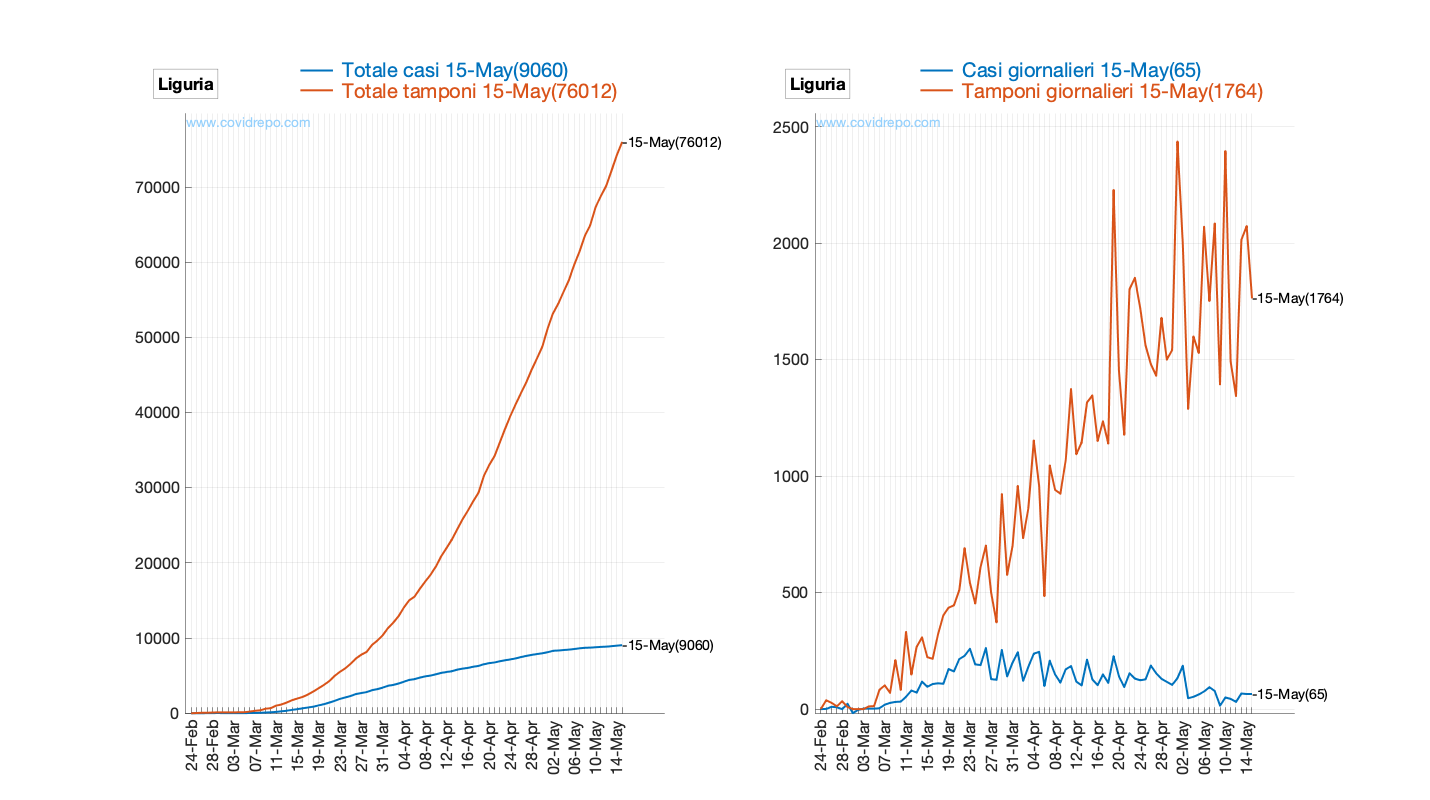 Liguria
Totale casi 15-May(9060)
Totale tamponi 15-May(76012)
www.covidrepo.com
15-May(76012)
70000
60000
50000
40000
30000
20000
10000
0
15-May(9060)
24-Feb
28-Feb
03-Mar
07-Mar
11-Mar
15-Mar
19-Mar
23-Mar
27-Mar
31-Mar
04-Apr
08-Apr
12-Apr
16-Apr
20-Apr
24-Apr
28-Apr
02-May
06-May
10-May
14-May
Liguria
Casi giornalieri 15-May(65)
Tamponi giornalieri 15-May(1764)
www.covidrepo.com
2500
2000
1500
1000
500
0
15-May(1764)
15-May(65)
24-Feb
28-Feb
03-Mar
07-Mar
11-Mar
15-Mar
19-Mar
23-Mar
27-Mar
31-Mar
04-Apr
08-Apr
12-Apr
16-Apr
20-Apr
24-Apr
28-Apr
02-May
06-May
10-May
14-May